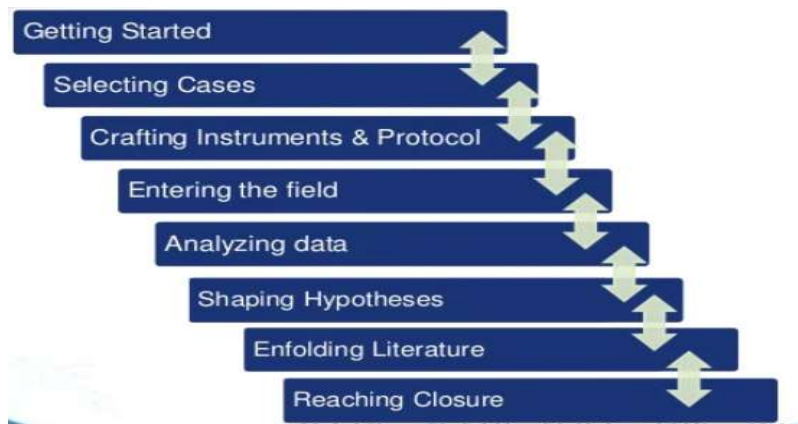 Getting Started
Selecting Cases
Crafting Instruments & Protocol
Entering the field
Analyzing data
Shaping Hypotheses
Enfolding Literature
Reaching Closure